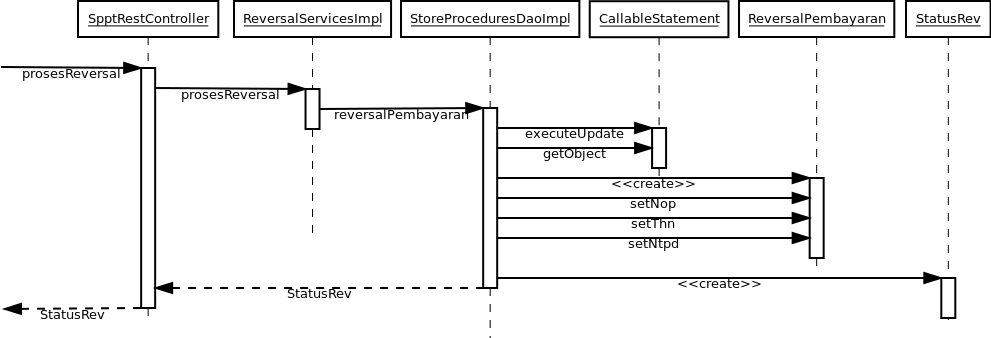 SpptRestController
ReversalServicesImpl
StoreProceduresDaoImpl
CallableStatement
ReversalPembayaran
StatusRev
prosesReversal
prosesReversal
reversalPembayaran
executeUpdate
getObject
<<create>>
setNop
setThn
setNtpd
<<create>>
StatusRev
StatusRev